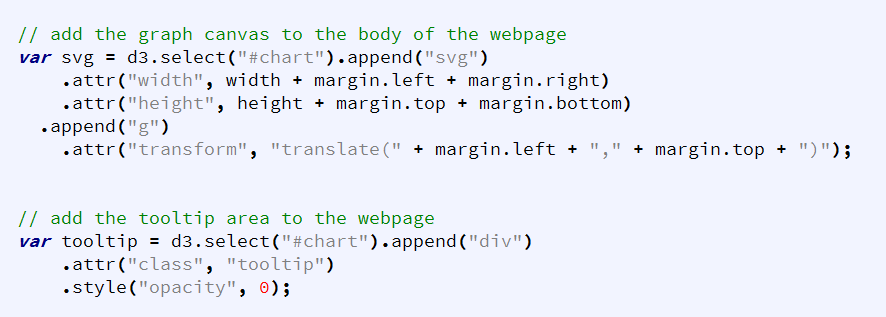 // add the graph canvas to the body of the webpage
var svg = d3.select("#chart").append("svg")
    .attr("width", width + margin.left + margin.right)
    .attr("height", height + margin.top + margin.bottom)
  .append("g")
    .attr("transform", "translate(" + margin.left + "," + margin.top + ")");
// add the tooltip area to the webpage
var tooltip = d3.select("#chart").append("div")
    .attr("class", "tooltip")
    .style("opacity", 0);